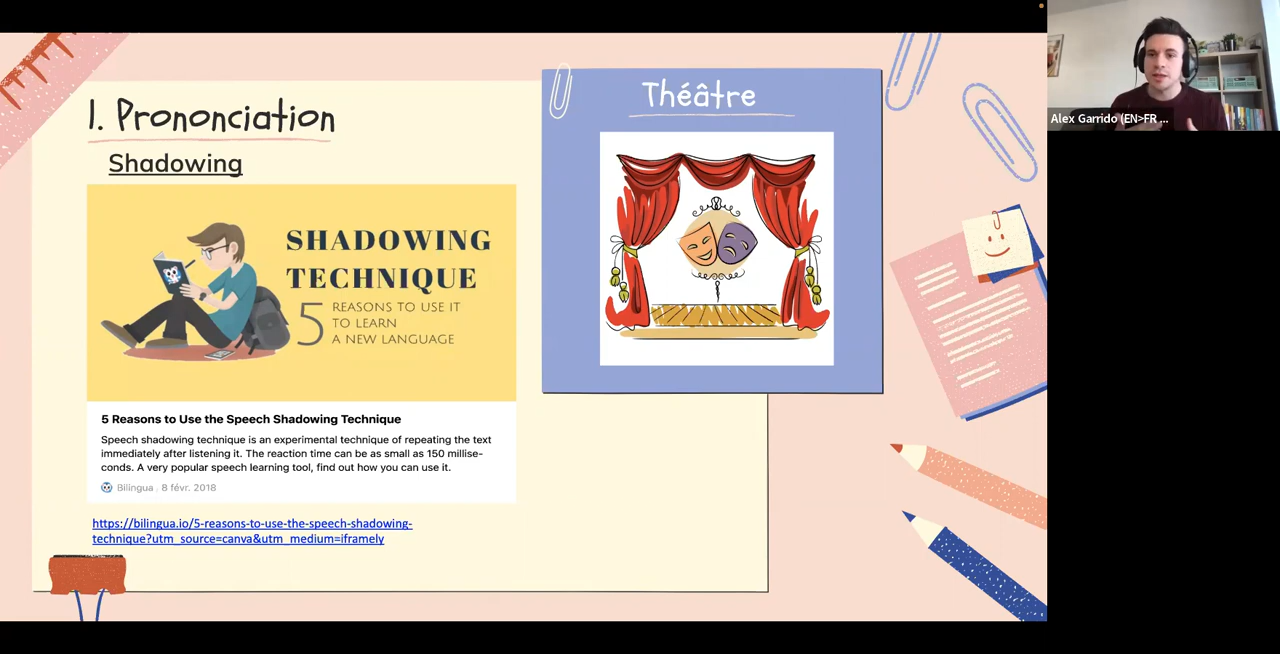 1. Prononciation
Shadowing
SHADOWING
TECHNIQUE
5 REASONS TO USE IT
TO LEARN
A NEW LANGUAGE
5 Reasons to Use the Speech Shadowing Technique
Speech shadowing technique is an experimental technique of repeating the text
immediately after listening it. The reaction time can be as small as 150 millise-
conds. A very popular speech learning tool, find out how you can use it.
Bilingua . 8 févr. 2018
https://bilingua.io/5-reasons-to-use-the-speech-shadowing-
technique?utm_source=canva&utm_medium=iframely
Théâtre
Alex Garrido (EN>FR ...